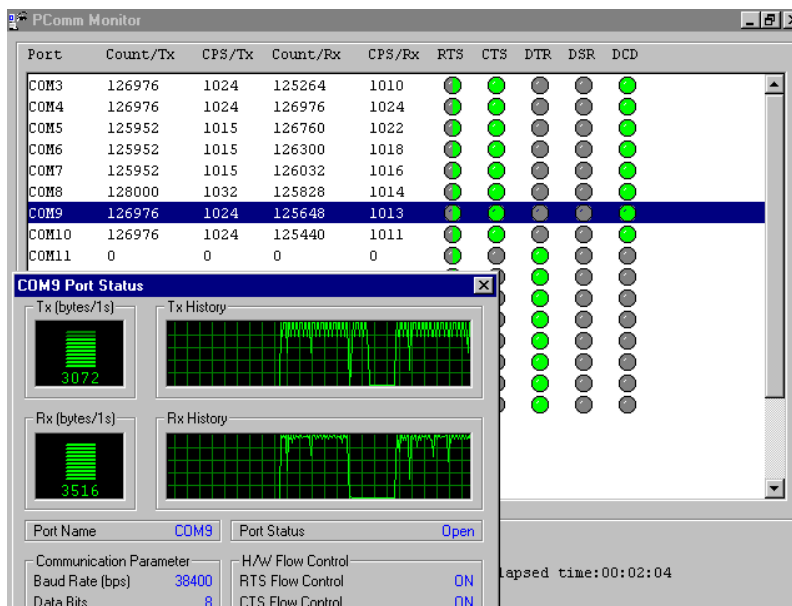 PComm Monitor
Port Count/Tx CPS/Tx Count/Rx CPS/Rx RTS CTS DTR DSR DCD
COM3 126976 1024 125264 1010
COM4 126976 1024 126976 1024
COM5 125952 1015 126760 1022
COM6 125952 1015 126300 1018
COM7 125952 1015 126032 1016
COM8 128000 1032 125828 1014
COM9 126976 1024 125648 1013
COM10 126976 1024 125440 1011
COM11 0 0 0 0
COM9 Port Status
Tx (bytes/1s) Tx History
3072
Rx (bytes/1s) Rx History
3516
Port Name COM9 Port Status Open
Communication Parameter H/W Flow Control
Baud Rate (bps) 38400 RTS Flow Control ON
Data Bits 8 CTS Flow Control ON
lapsed time:00:02:04